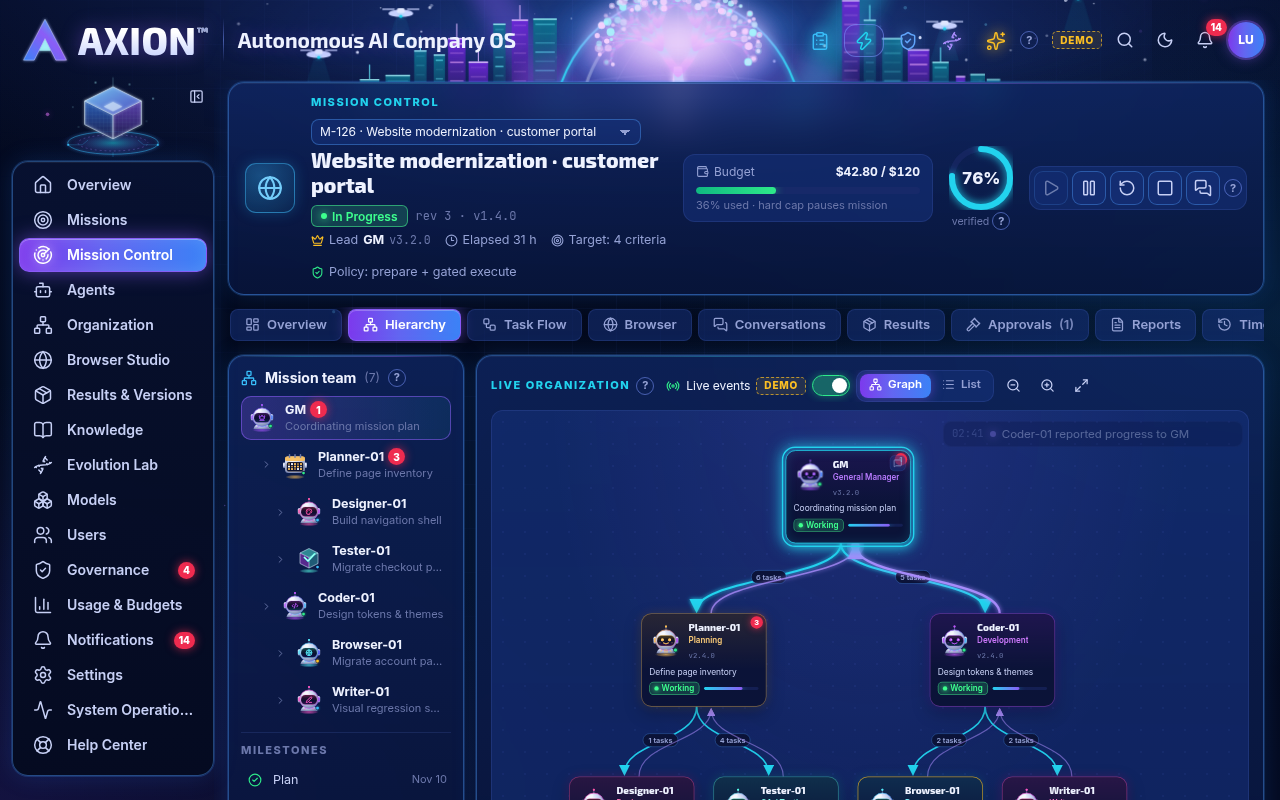 AXION™
Autonomous AI Company OS
DEMO
14
LU
Overview
Missions
Mission Control
Agents
Organization
Browser Studio
Results & Versions
Knowledge
Evolution Lab
Models
Users
Governance 4
Usage & Budgets
Notifications 14
Settings
System Operatio...
Help Center
MISSION CONTROL
M-126 · Website modernization · customer portal
Website modernization · customer
portal
In Progress rev 3 · v1.4.0
Lead GM v3.2.0 Elapsed 31 h Target: 4 criteria
Policy: prepare + gated execute
Budget $42.80 / $120
36% used · hard cap pauses mission
76%
verified ?
?
Overview
Hierarchy
Task Flow
Browser
Conversations
Results
Approvals (1)
Reports
Time
Mission team (7) ?
GM 1
Coordinating mission plan
Planner-01 3
Define page inventory
Designer-01
Build navigation shell
Tester-01
Migrate checkout p...
Coder-01
Design tokens & themes
Browser-01
Migrate account pa...
Writer-01
Visual regression s...
MILESTONES
Plan Nov 10
LIVE ORGANIZATION ? Live events DEMO Graph List
02:41 Coder-01 reported progress to GM
GM
General Manager
v3.2.0
Coordinating mission plan
Working
6 tasks
5 tasks
Planner-01 3
Planning
v2.4.0
Define page inventory
Working
Coder-01
Development
v2.4.0
Design tokens & themes
Working
1 tasks
4 tasks
2 tasks
2 tasks
Designer-01
Tester-01
Browser-01
Writer-01